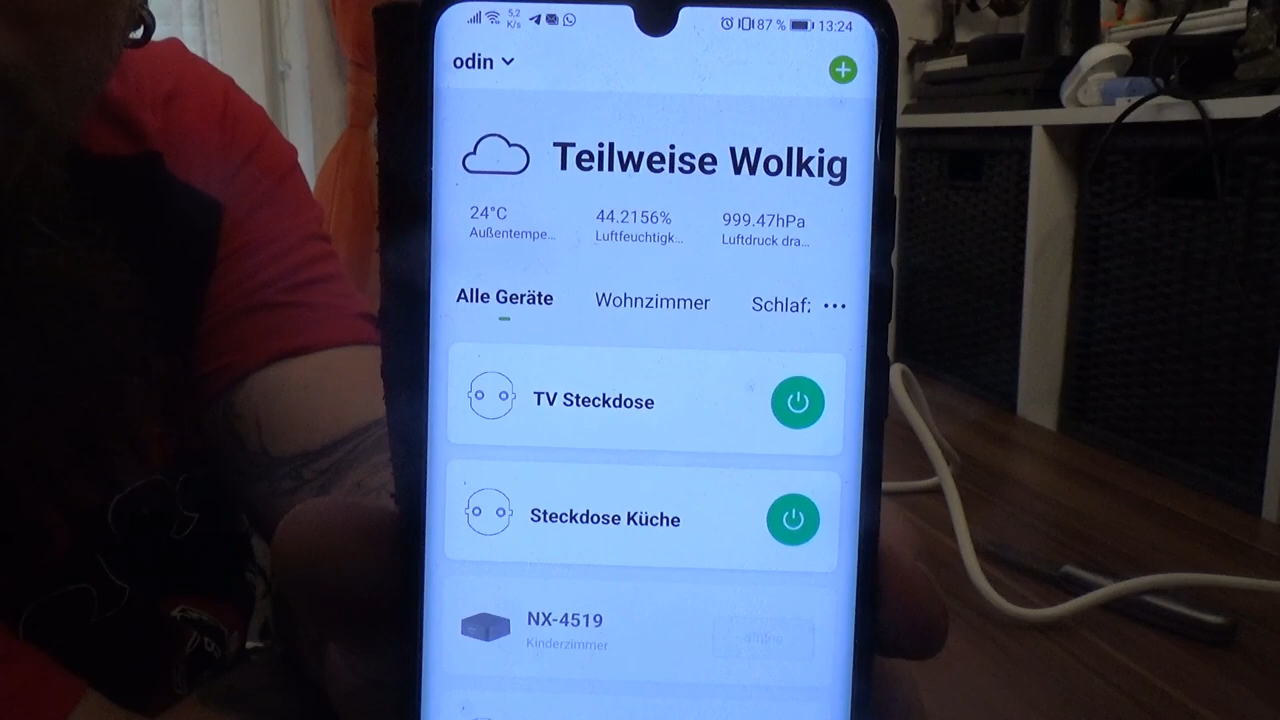 5,2
K/s
87 %
13:24
odin
Teilweise Wolkig
24°C
44.2156%
999.47hPa
Außentempe...
Luftfeuchtigk...
Luftdruck dra...
Alle Geräte
Wohnzimmer
Schlaf:
TV Steckdose
Steckdose Küche
NX-4519
Kinderzimmer
offline